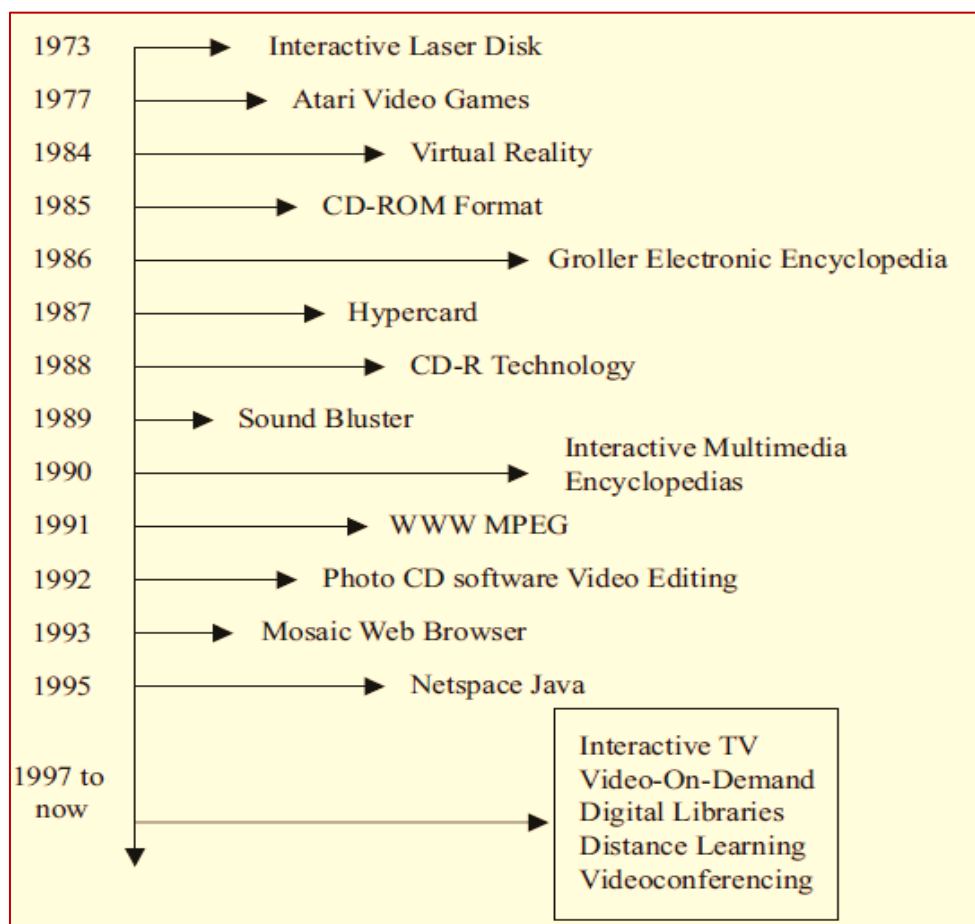 1973 Interactive Laser Disk
1977 Atari Video Games
1984 Virtual Reality
1985 CD-ROM Format
1986 Groller Electronic Encyclopedia
1987 Hypercard
1988 CD-R Technology
1989 Sound Bluster
1990 Interactive Multimedia
Encyclopedias
1991 WWW MPEG
1992 Photo CD software Video Editing
1993 Mosaic Web Browser
1995 Netspace Java
1997 to
now
Interactive TV
Video-On-Demand
Digital Libraries
Distance Learning
Videoconferencing